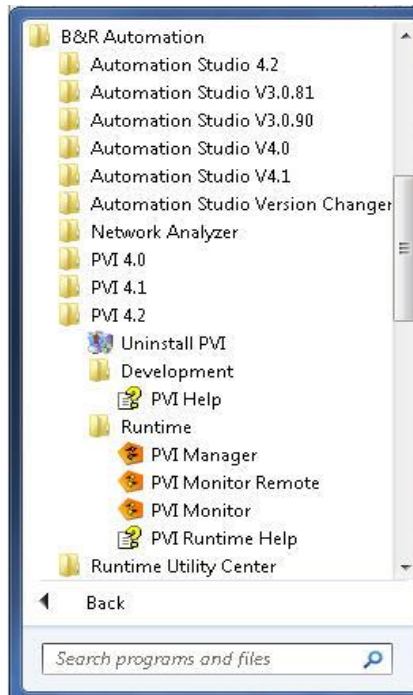 B&R Automation
Automation Studio 4.2
Automation Studio V3.0.81
Automation Studio V3.0.90
Automation Studio V4.0
Automation Studio V4.1
Automation Studio Version Changer
Network Analyzer
PVI 4.0
PVI 4.1
PVI 4.2
Uninstall PVI
Development
PVI Help
Runtime
PVI Manager
PVI Monitor Remote
PVI Monitor
PVI Runtime Help
Runtime Utility Center
Back
Search programs and files